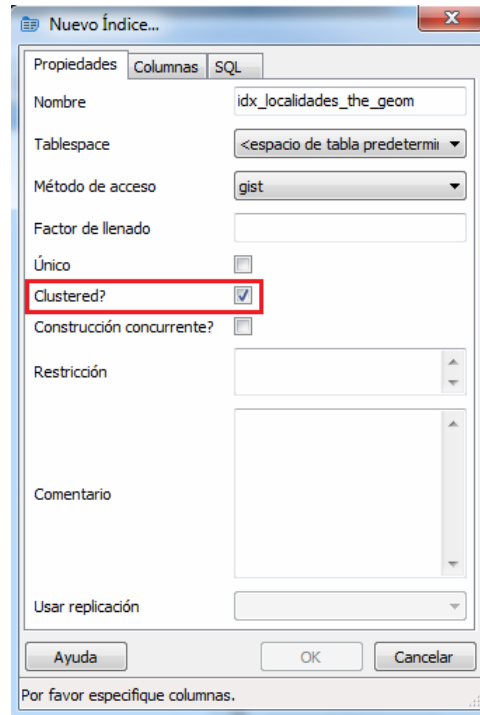 Nuevo Índice...
Propiedades Columnas SQL
Nombre idx_localidades_the_geom
Tablespace <espacio de tabla predetermii
Método de acceso gist
Factor de llenado
Único
Clustered?
Construcción concurrente?
Restricción
Comentario
Usar replicación
Ayuda OK Cancelar
Por favor especifique columnas.